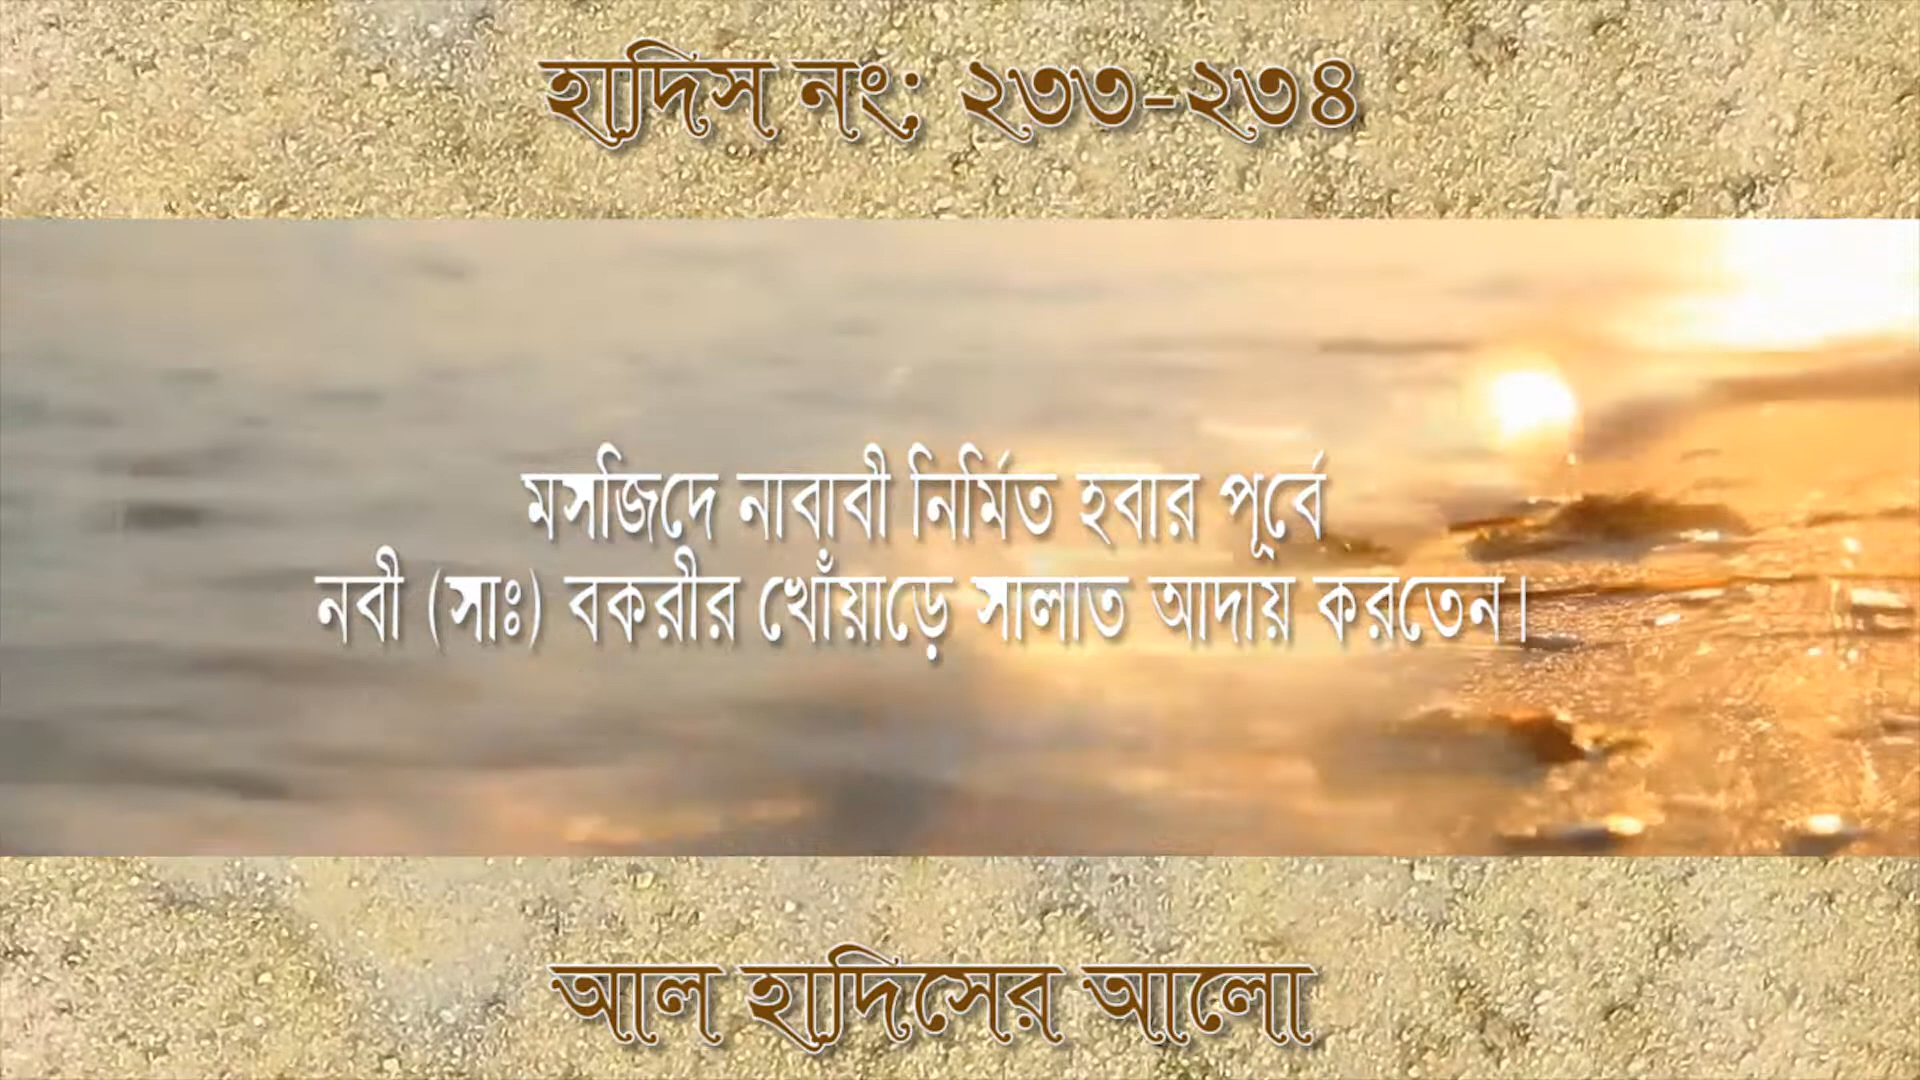 হাদিস নং: ২৩৩-২৩৪
মসজিদে নাবাবী নির্মিত হবার পূর্বে
নবী (সাঃ) বকরীর খোঁয়াড়ে সালাত আদায় করতেন।
আল হাদিসের আলো